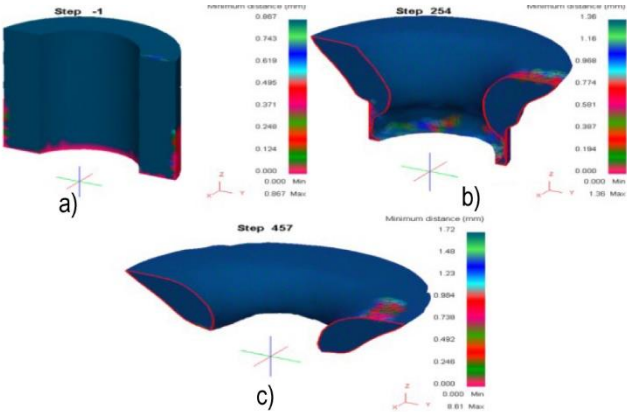 Step -1
Minimum distance (mm)
0.867
0.743
0.619
0.495
0.371
0.248
0.124
0.000
0.000 Min
0.867 Max
Z
X Y
a)
Step 254
Minimum distance (mm)
1.36
1.16
0.968
0.774
0.581
0.387
0.194
0.000
0.000 Min
1.36 Max
Z
X Y
b)
Step 457
Minimum distance (mm)
1.72
1.48
1.23
0.984
0.738
0.492
0.246
0.000
0.000 Min
8.61 Max
Z
X Y
c)